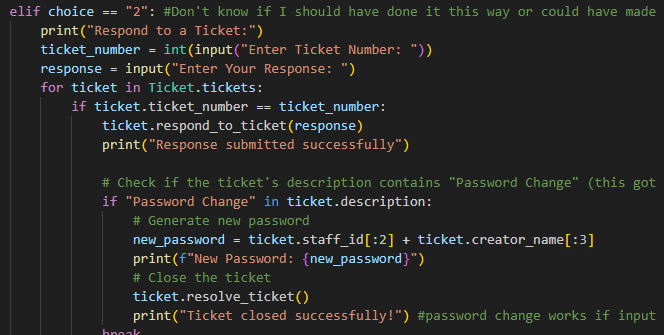 elif choice == "2": #Don't know if I should have done it this way or could have made
print("Respond to a Ticket:")
ticket_number = int(input("Enter Ticket Number: "))
response = input("Enter Your Response: ")
for ticket in Ticket.tickets:
if ticket.ticket_number == ticket_number:
ticket.respond_to_ticket(response)
print("Response submitted successfully")
# Check if the ticket's description contains "Password Change" (this got
if "Password Change" in ticket.description:
# Generate new password
new_password = ticket.staff_id[:2] + ticket.creator_name[:3]
print(f"New Password: {new_password}")
# Close the ticket
ticket.resolve_ticket()
print("Ticket closed successfully!") #password change works if input
break